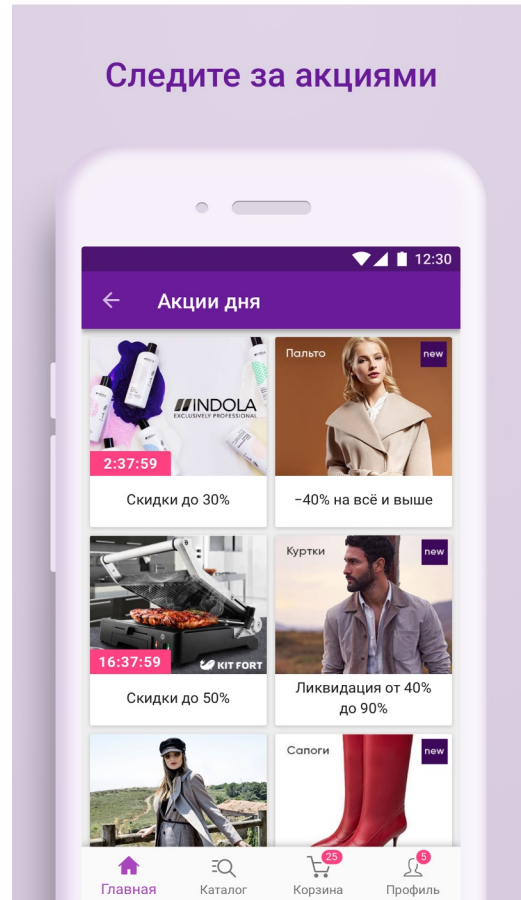 Следите за акциями
12:30
Акции дня
INDOLA
EXCLUSIVELY PROFESSIONAL
2:37:59
Скидки до 30%
Пальто
new
−40% на всё и выше
16:37:59
KITFORT
Скидки до 50%
Куртки
new
Ликвидация от 40%
до 90%
Сапоги
new
Главная
Каталог
25
Корзина
5
Профиль